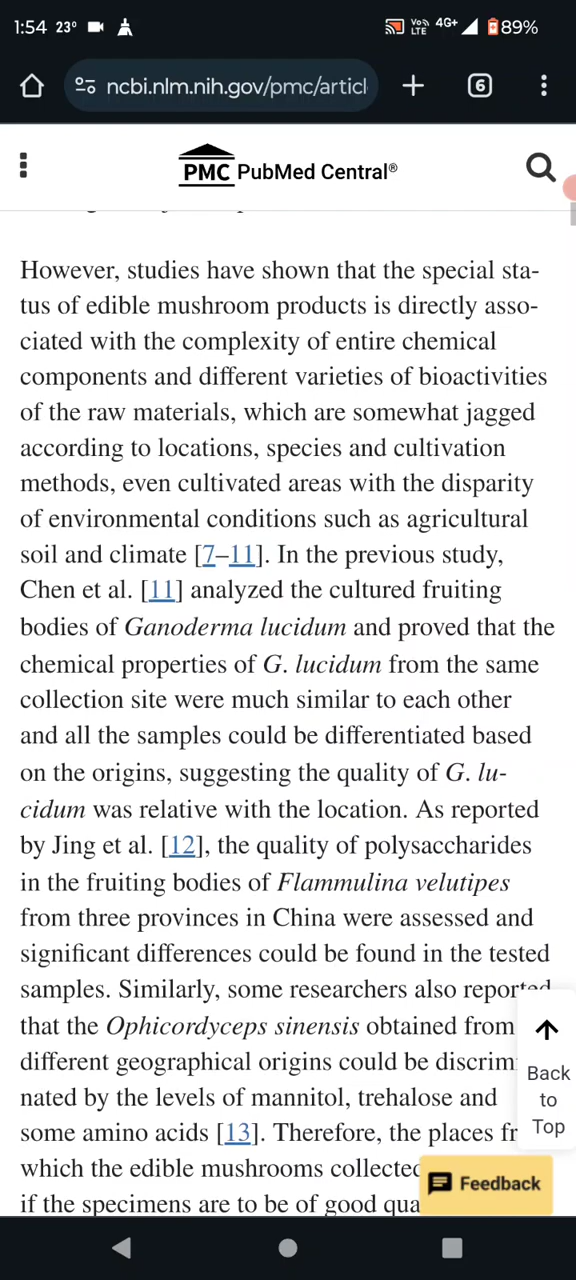 1:54 23° Vo)) LTE 4G+ 89%
ncbi.nlm.nih.gov/pmc/articl 6
PMC PubMed Central®
However, studies have shown that the special sta-
tus of edible mushroom products is directly asso-
ciated with the complexity of entire chemical
components and different varieties of bioactivities
of the raw materials, which are somewhat jagged
according to locations, species and cultivation
methods, even cultivated areas with the disparity
of environmental conditions such as agricultural
soil and climate [7–11]. In the previous study,
Chen et al. [11] analyzed the cultured fruiting
bodies of Ganoderma lucidum and proved that the
chemical properties of G. lucidum from the same
collection site were much similar to each other
and all the samples could be differentiated based
on the origins, suggesting the quality of G. lu-
cidum was relative with the location. As reported
by Jing et al. [12], the quality of polysaccharides
in the fruiting bodies of Flammulina velutipes
from three provinces in China were assessed and
significant differences could be found in the tested
samples. Similarly, some researchers also reported
that the Ophicordyceps sinensis obtained from
different geographical origins could be discrimi
nated by the levels of mannitol, trehalose and
some amino acids [13]. Therefore, the places fr
which the edible mushrooms collected
if the specimens are to be of good qua
Back
to
Top
Feedback